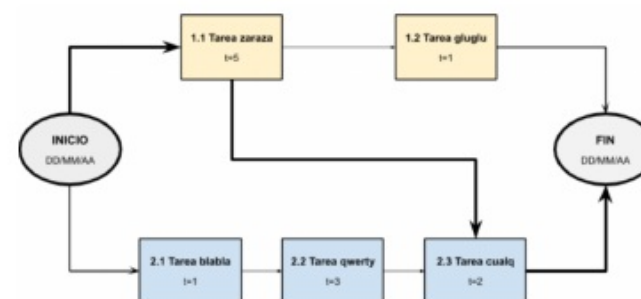 1.1 Tarea zaraza
t=5
1.2 Tarea gluglu
t=1
INICIO
DD/MM/AA
FIN
DD/MM/AA
2.1 Tarea blabla
t=1
2.2 Tarea qwerty
t=3
2.3 Tarea cualq
t=2